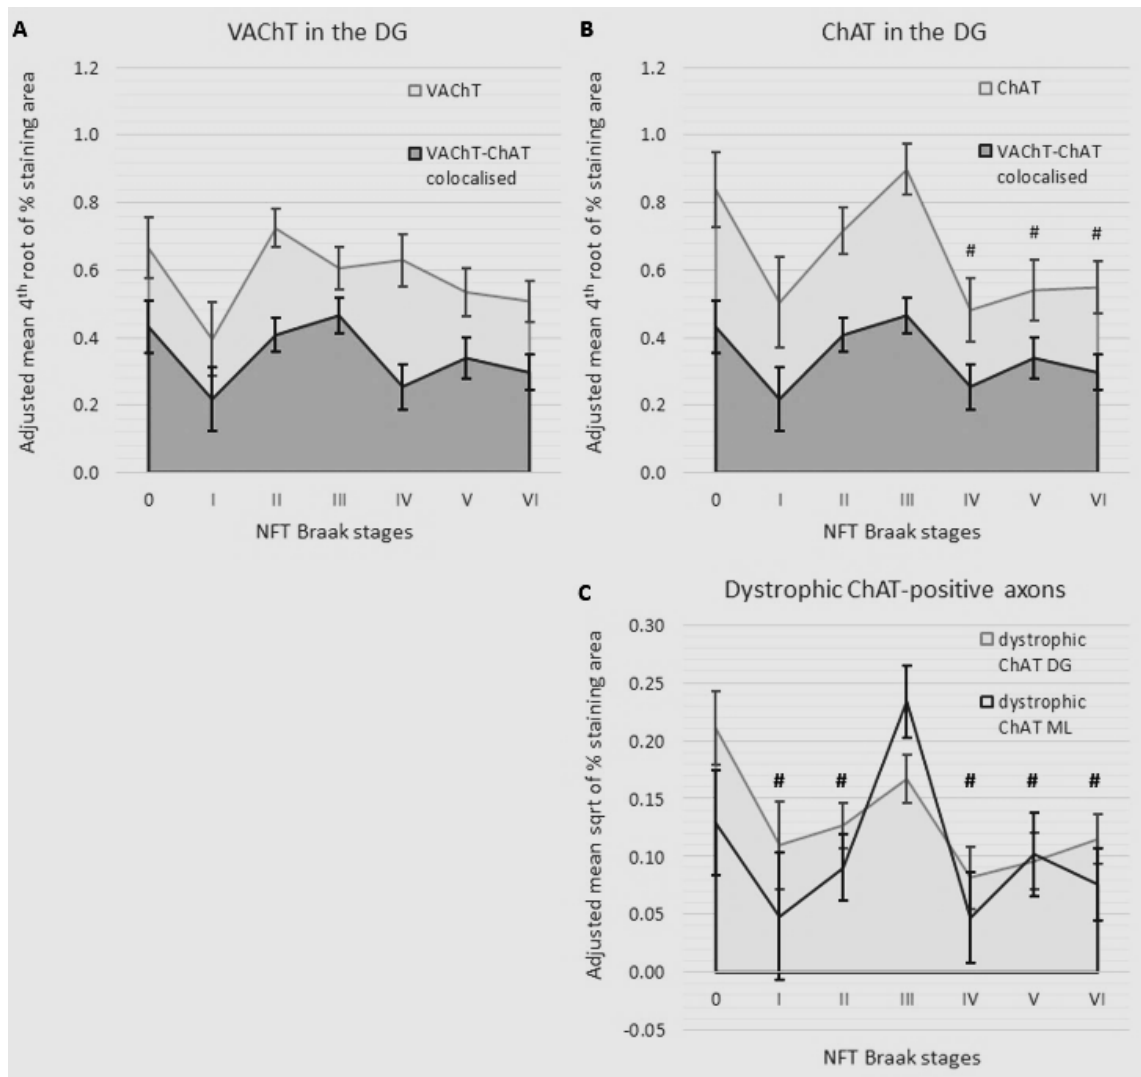 A
VAChT in the DG
Adjusted mean 4th root of % staining area
1.2
1.0
0.8
0.6
0.4
0.2
0.0
VAChT
VAChT-ChAT
colocalised
0 I II III IV V VI
NFT Braak stages
B
ChAT in the DG
Adjusted mean 4th root of % staining area
1.2
1.0
0.8
0.6
0.4
0.2
0.0
ChAT
VAChT-ChAT
colocalised
# # #
0 I II III IV V VI
NFT Braak stages
C
Dystrophic ChAT-positive axons
Adjusted mean sqrt of % staining area
0.30
0.25
0.20
0.15
0.10
0.05
0.00
-0.05
dystrophic
ChAT DG
dystrophic
ChAT ML
# # # # #
0 I II III IV V VI
NFT Braak stages